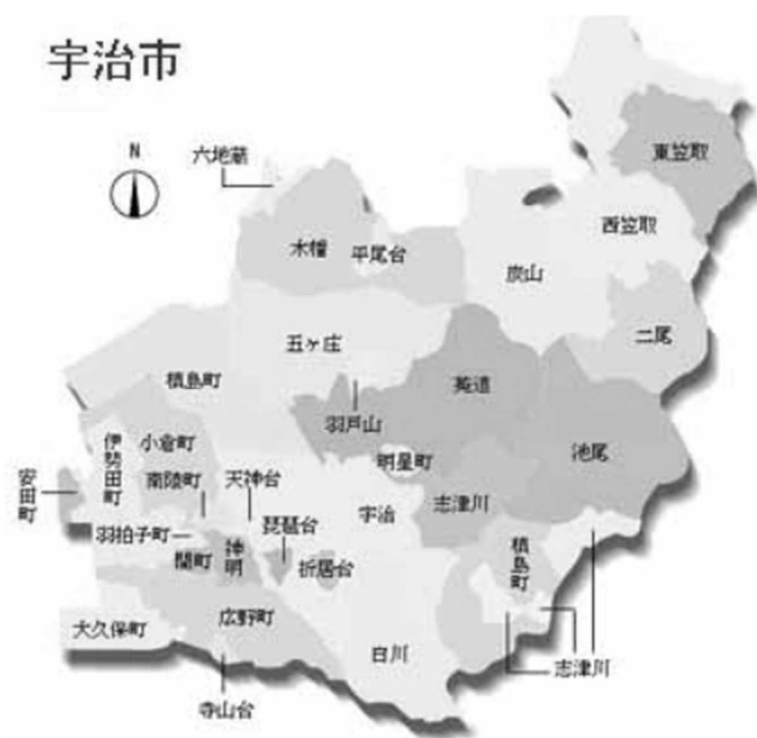 宇治市
N
六地蔵
東笠取
西笠取
木幡
平尾台
炭山
二尾
五ヶ庄
槙島町
莵道
羽戸山
伊勢田町
小倉町
明星町
池尾
安田町
南陵町
天神台
志津川
宇治
羽拍子町
琵琶台
神明
開町
折居台
槙島町
広野町
大久保町
白川
志津川
寺山台